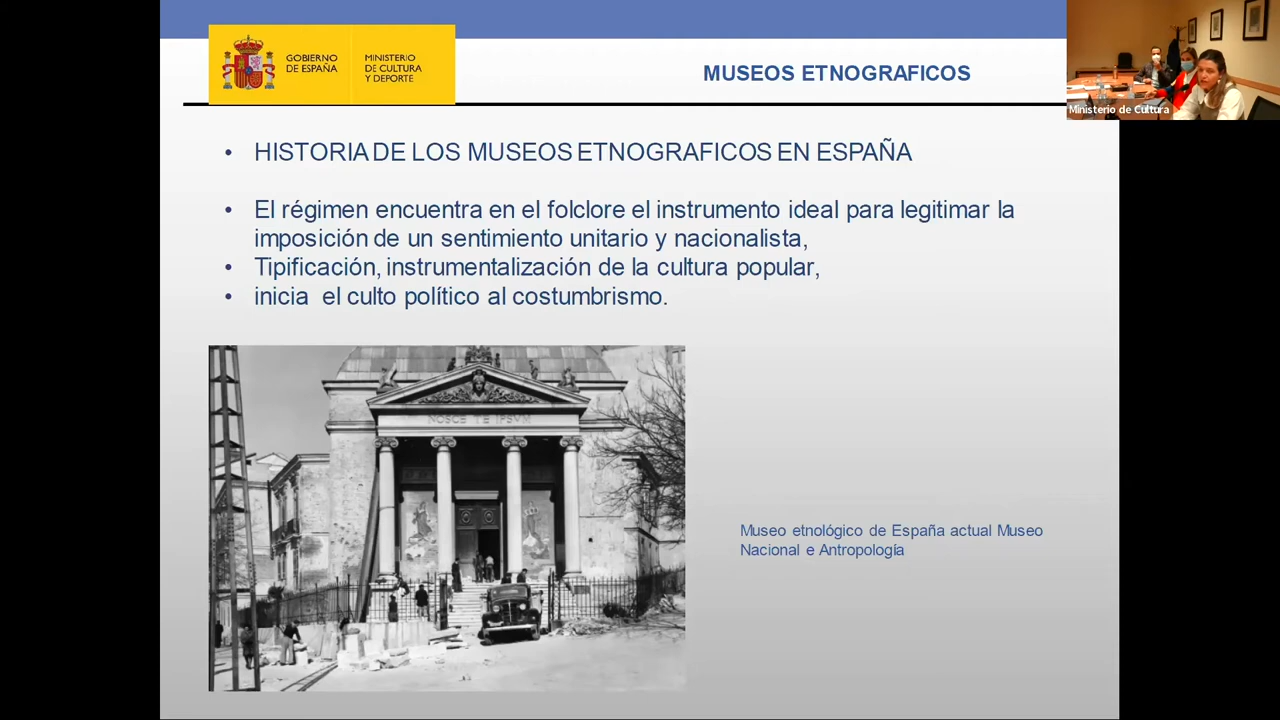 GOBIERNO
DE ESPAÑA
MINISTERIO
DE CULTURA
Y DEPORTE
MUSEOS ETNOGRAFICOS
Ministerio de Cultura
• HISTORIA DE LOS MUSEOS ETNOGRAFICOS EN ESPAÑA
• El régimen encuentra en el folclore el instrumento ideal para legitimar la
imposición de un sentimiento unitario y nacionalista,
• Tipificación, instrumentalización de la cultura popular,
• inicia el culto político al costumbrismo.
NOSCE TE IPSVM
Museo etnológico de España actual Museo
Nacional e Antropología